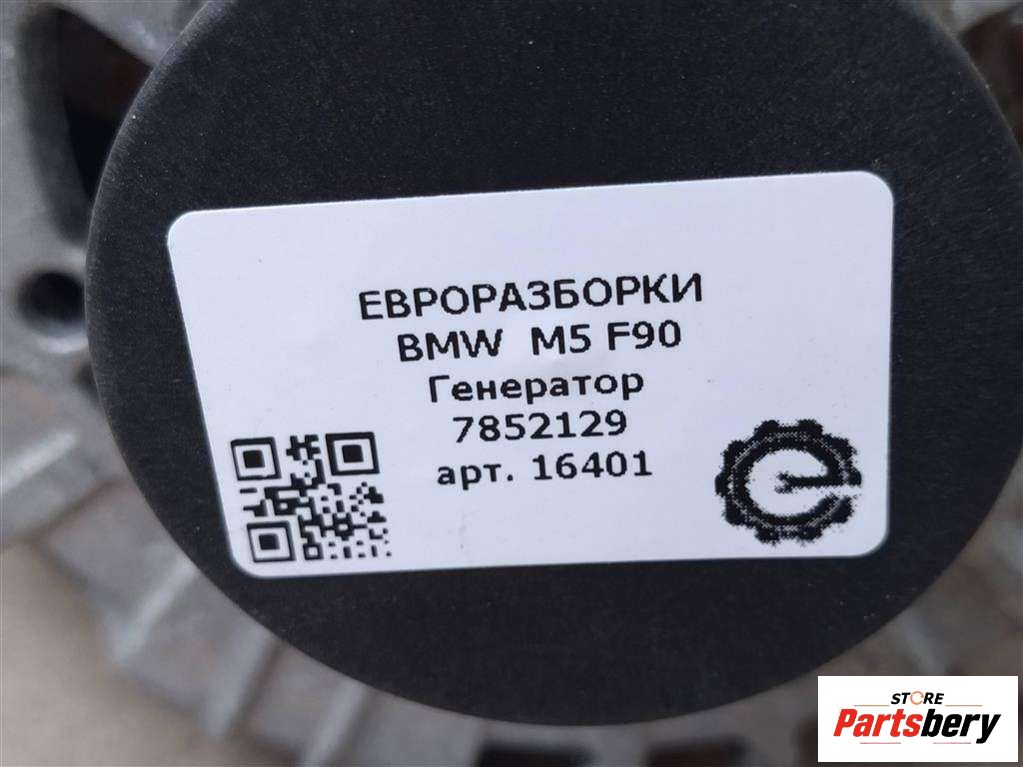 ЕВРОРАЗБОРКИ
BMW M5 F90
Генератор
7852129
арт. 16401
STORE
Partsbery